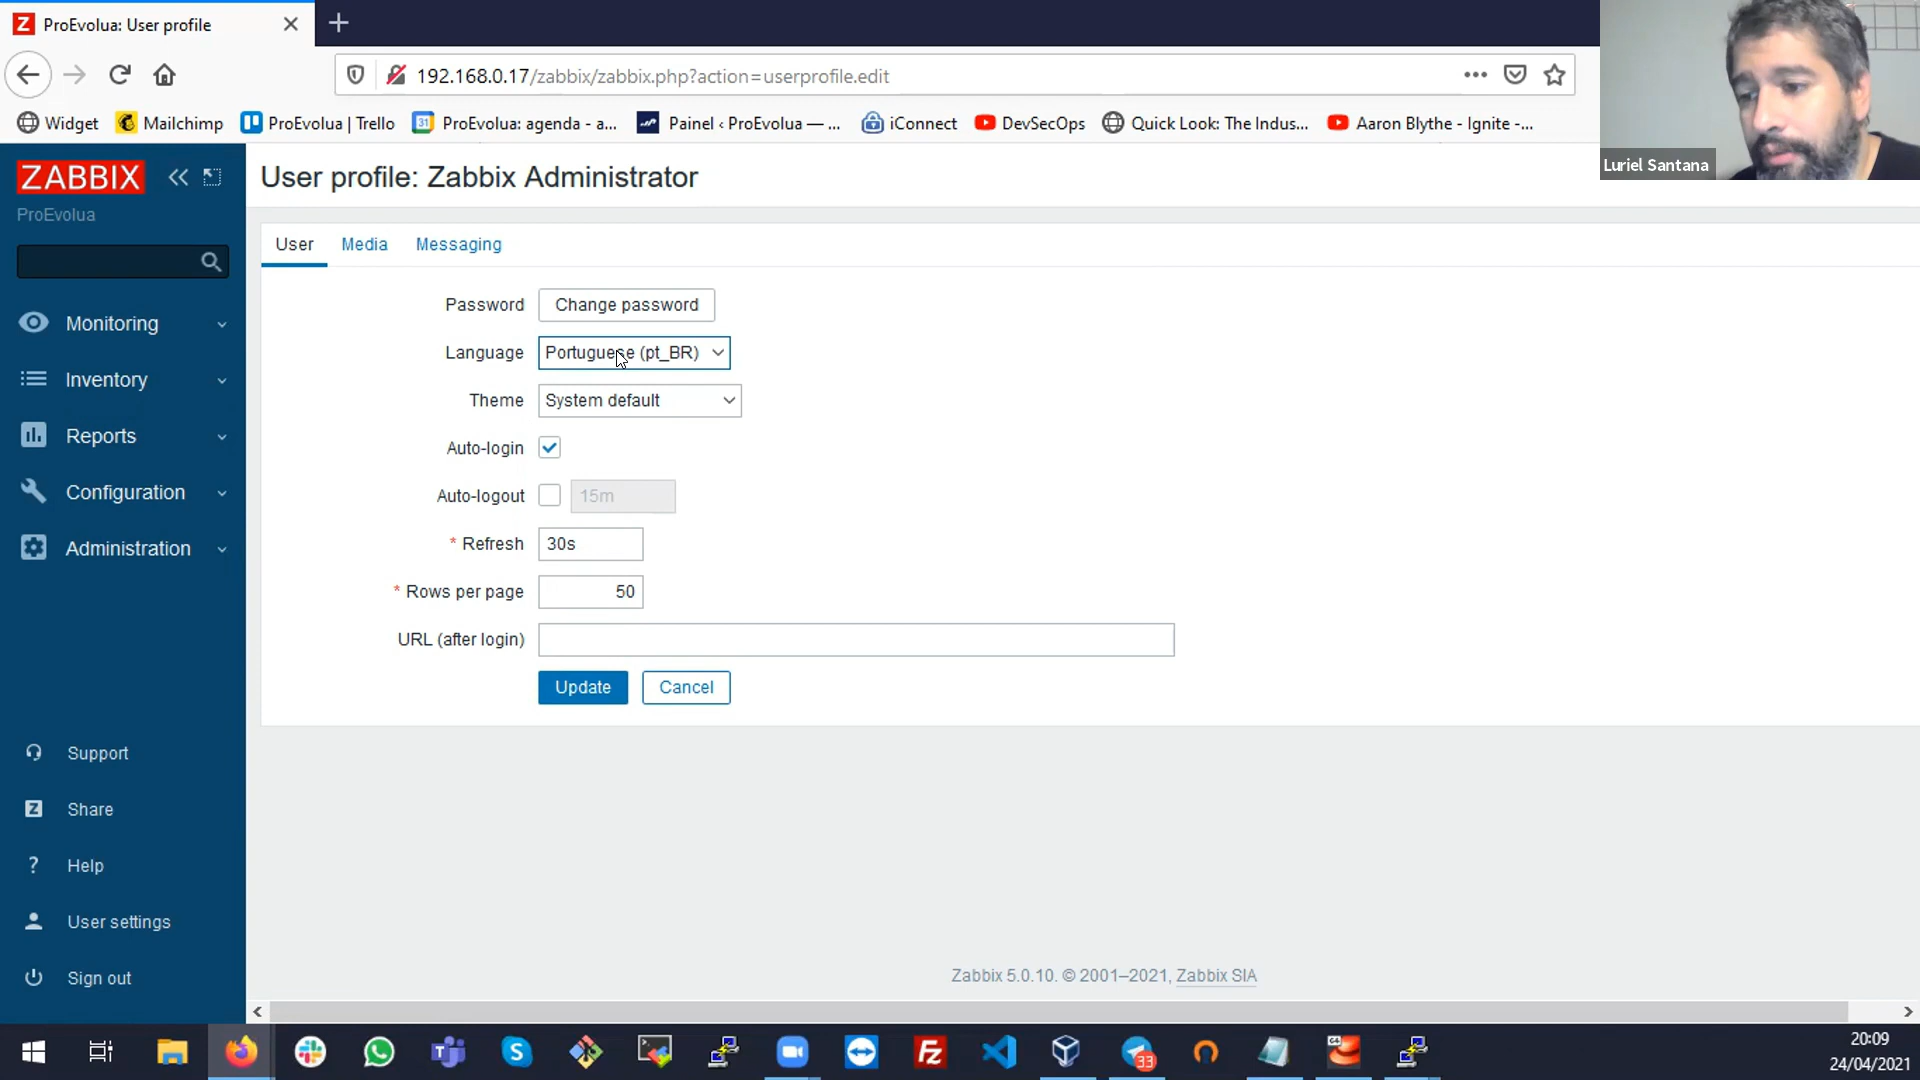 Z ProEvolua: User profile
192.168.0.17/zabbix/zabbix.php?action=userprofile.edit
Widget Mailchimp ProEvolua | Trello 31 ProEvolua: agenda - a... Painel ‹ ProEvolua — ... iConnect DevSecOps Quick Look: The Indus... Aaron Blythe - Ignite -...
Luriel Santana
ZABBIX
ProEvolua
Monitoring
Inventory
Reports
Configuration
Administration
Support
Z Share
? Help
User settings
Sign out
User profile: Zabbix Administrator
User Media Messaging
Password Change password
Language Portuguese (pt_BR)
Theme System default
Auto-login
Auto-logout 15m
* Refresh 30s
* Rows per page 50
URL (after login)
Update Cancel
Zabbix 5.0.10. © 2001–2021, Zabbix SIA
33
20:09
24/04/2021